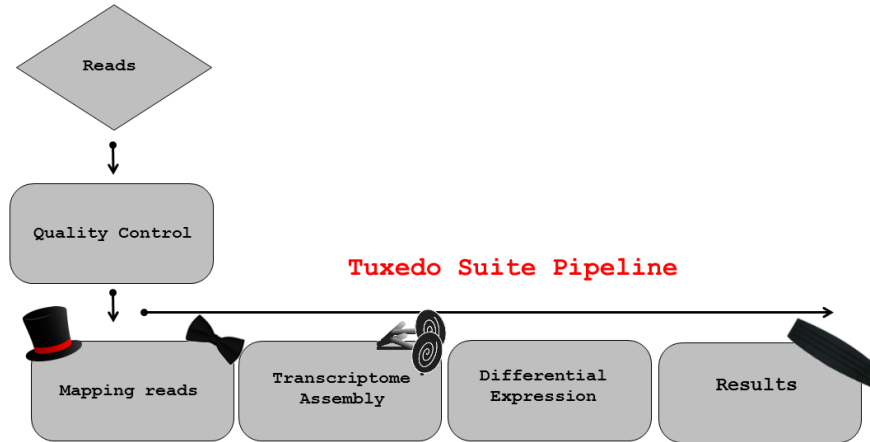 Reads
Quality Control
Tuxedo Suite Pipeline
Mapping reads
Transcriptome
Assembly
Differential
Expression
Results